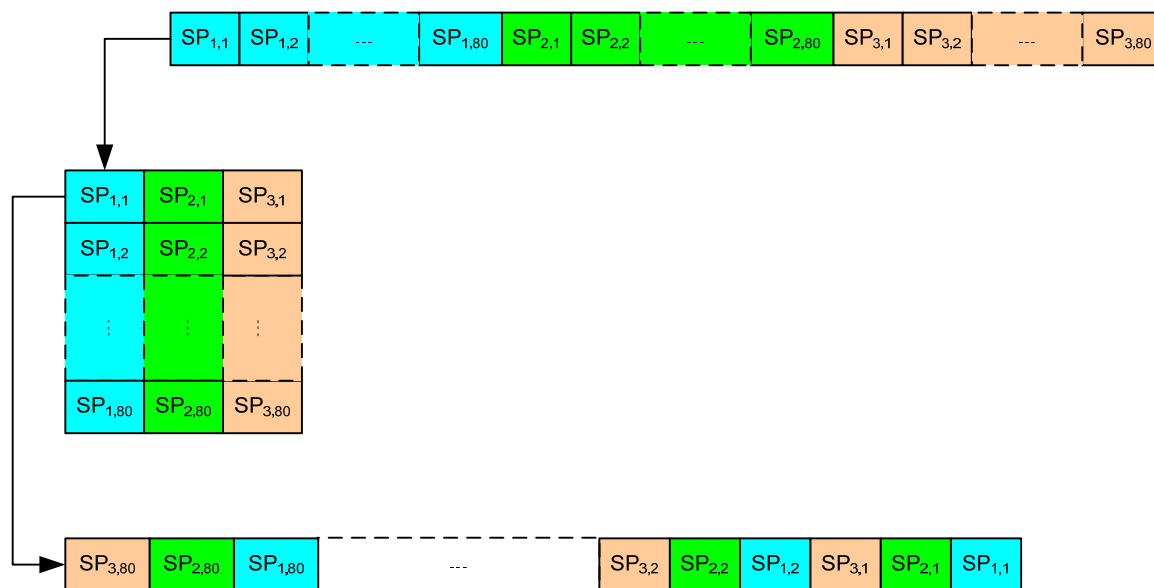 SP1,1 SP1,2 --- SP1,80 SP2,1 SP2,2 --- SP2,80 SP3,1 SP3,2 --- SP3,80
SP1,1 SP2,1 SP3,1
SP1,2 SP2,2 SP3,2
--- --- ---
SP1,80 SP2,80 SP3,80
SP3,80 SP2,80 SP1,80 --- SP3,2 SP2,2 SP1,2 SP3,1 SP2,1 SP1,1